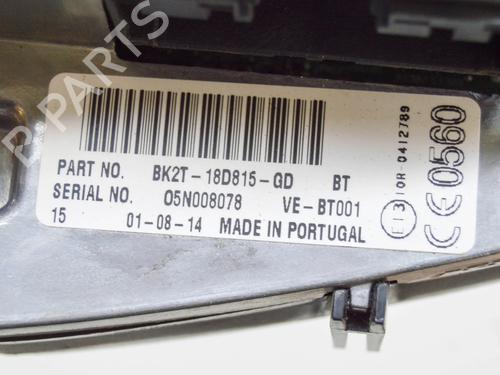 B-PARTS
PART NO. BK2T-18D815-GD BT
SERIAL NO. 05N008078 VE-BT001
15 01-08-14 MADE IN PORTUGAL
E13 10R-0412789
CE0560